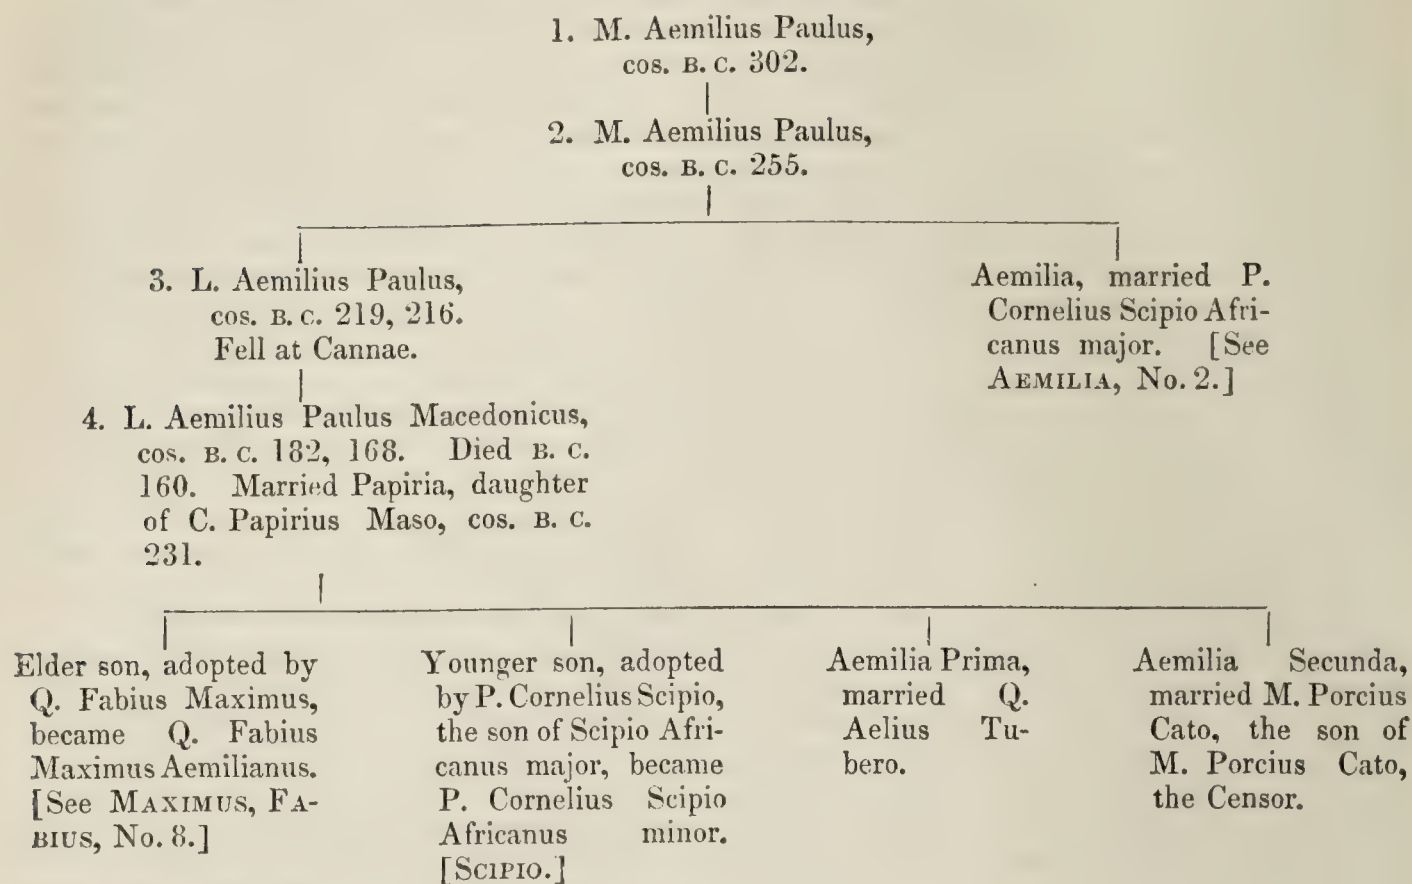 1. M. Aemilius Paulus,
cos. B. C. 302.
2. M. Aemilius Paulus,
cos. B. C. 255.
3. L. Aemilius Paulus,
cos. B. C. 219, 216.
Fell at Cannae.
Aemilia, married P.
Cornelius Scipio Afri-
canus major. [See
AEMILIA, No. 2.]
4. L. Aemilius Paulus Macedonicus,
cos. B. C. 182, 168. Died B. C.
160. Married Papiria, daughter
of C. Papirius Maso, cos. B. C.
231.
Elder son, adopted by
Q. Fabius Maximus,
became Q. Fabius
Maximus Aemilianus.
[See MAXIMUS, FA-
BIUS, No. 8.]
Younger son, adopted
by P. Cornelius Scipio,
the son of Scipio Afri-
canus major, became
P. Cornelius Scipio
Africanus minor.
[SCIPIO.]
Aemilia Prima,
married Q.
Aelius Tu-
bero.
Aemilia Secunda,
married M. Porcius
Cato, the son of
M. Porcius Cato,
the Censor.